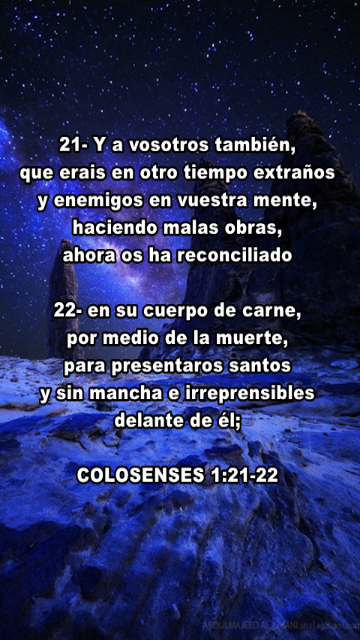 21- Y a vosotros también,
que erais en otro tiempo extraños
y enemigos en vuestra mente,
haciendo malas obras,
ahora os ha reconciliado
22- en su cuerpo de carne,
por medio de la muerte,
para presentaros santos
y sin mancha e irreprensibles
delante de él;
COLOSENSES 1:21-22